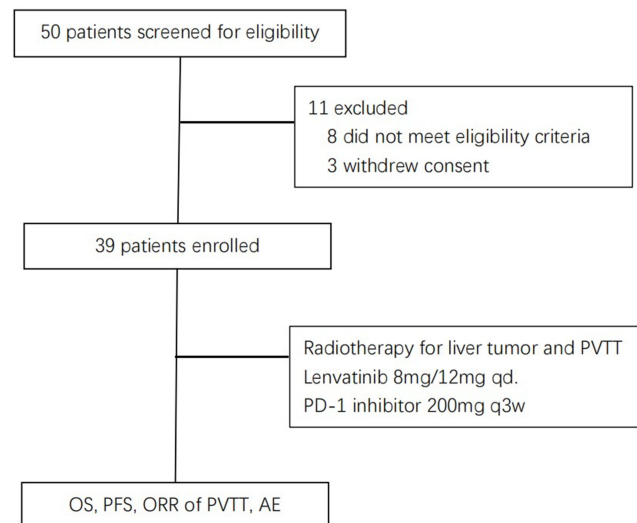 50 patients screened for eligibility
11 excluded
8 did not meet eligibility criteria
3 withdrew consent
39 patients enrolled
Radiotherapy for liver tumor and PVTT
Lenvatinib 8mg/12mg qd.
PD-1 inhibitor 200mg q3w
OS, PFS, ORR of PVTT, AE